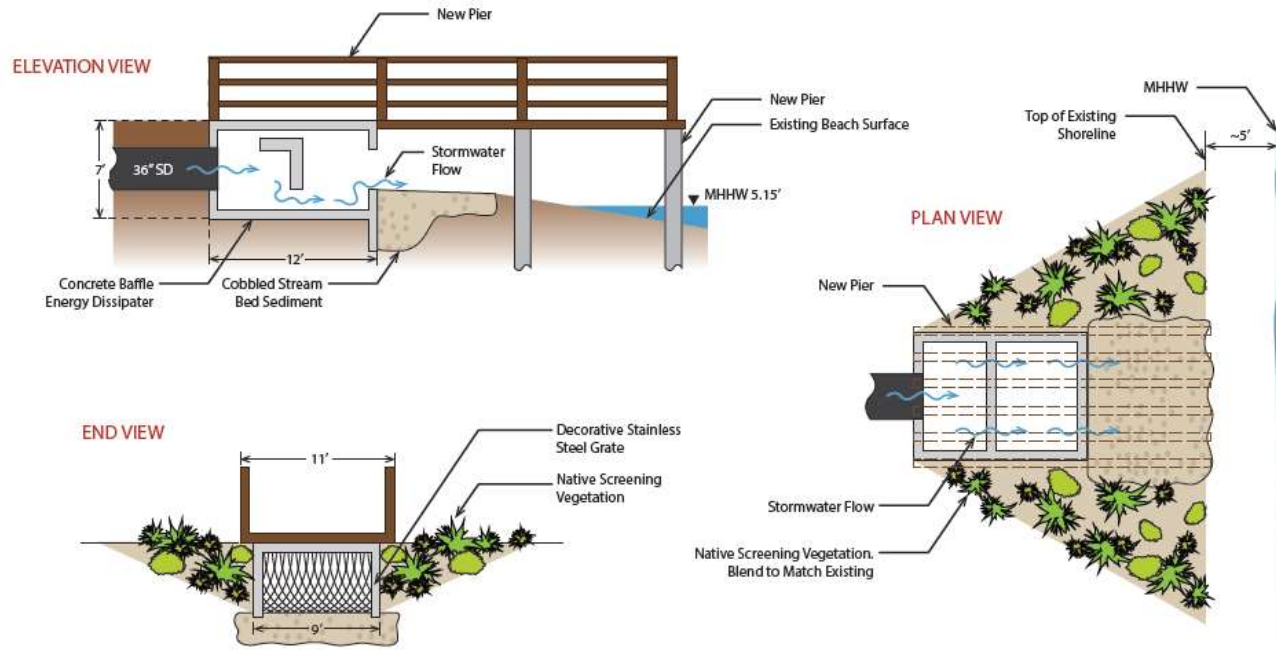 New Pier
ELEVATION VIEW
MHHW
New Pier
Existing Beach Surface
Top of Existing
Shoreline
~5'
7'
36" SD
Stormwater
Flow
MHHW 5.15'
PLAN VIEW
12'
Concrete Baffle
Energy Dissipater
Cobbled Stream
Bed Sediment
New Pier
END VIEW
Decorative Stainless
Steel Grate
11'
Native Screening
Vegetation
Stormwater Flow
Native Screening Vegetation.
Blend to Match Existing
9'